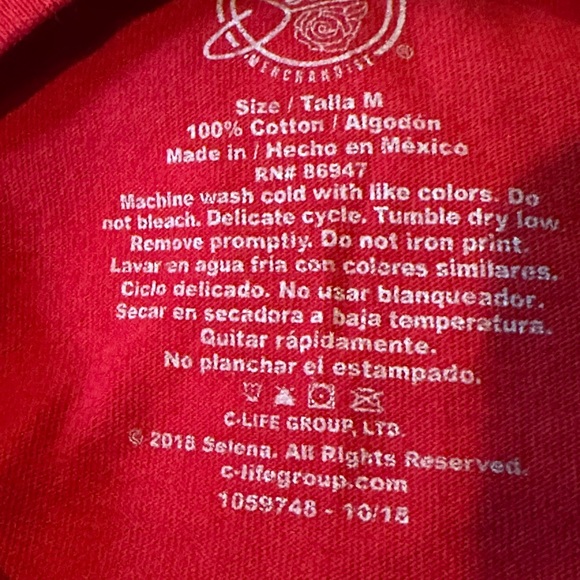 MERCHANDISE
®
Size / Talla M
100% Cotton / Algodón
Made in / Hecho en México
RN# 86947
Machine wash cold with like colors. Do
not bleach. Delicate cycle. Tumble dry low.
Remove promptly. Do not iron print.
Lavar en agua fria con colores similares.
Ciclo delicado. No usar blanqueador.
Secar en secadora a baja temperatura.
Quitar rápidamente.
No planchar el estampado.
C-LIFE GROUP, LTD.
© 2018 Selena. All Rights Reserved.
c-lifegroup.com
1059748 - 10/18